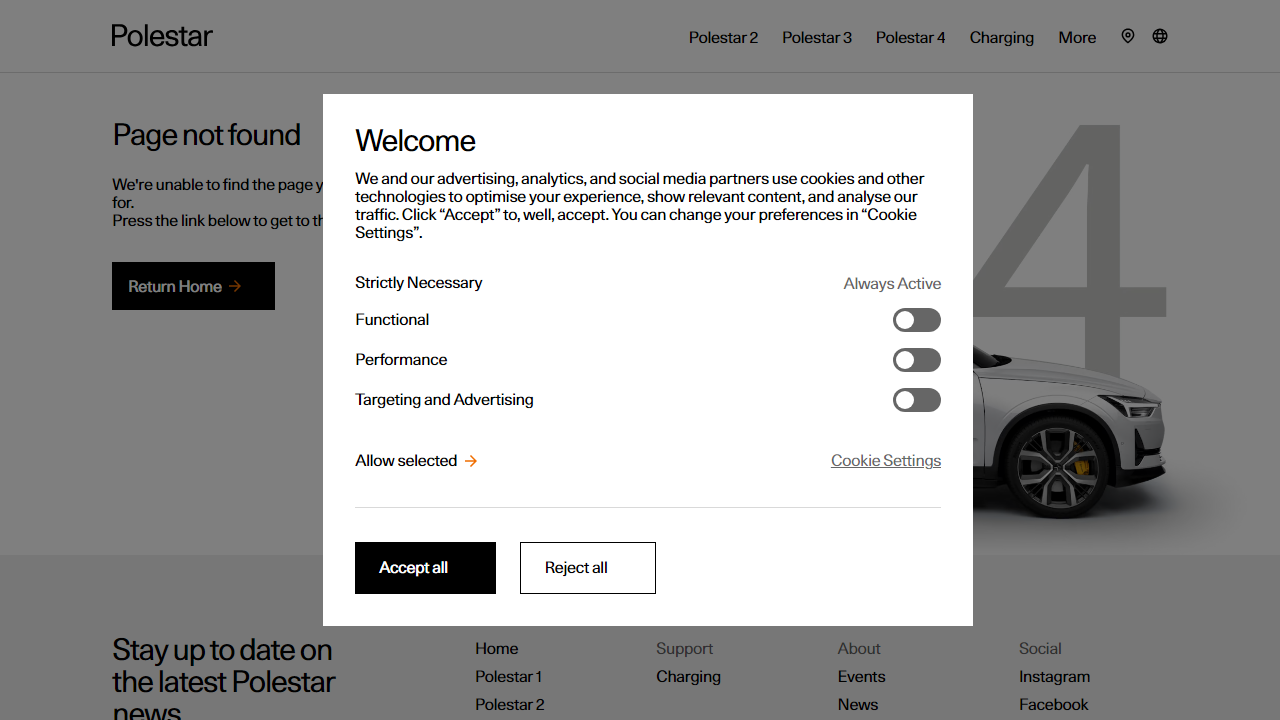 Polestar
Polestar 2
Polestar 3
Polestar 4
Charging
More
Page not found
We're unable to find the page
for.
Press the link below to get to
Return Home
4
Welcome
We and our advertising, analytics, and social media partners use cookies and other
technologies to optimise your experience, show relevant content, and analyse our
traffic. Click “Accept” to, well, accept. You can change your preferences in “Cookie
Settings”.
Strictly Necessary
Always Active
Functional
Performance
Targeting and Advertising
Allow selected
Cookie Settings
Accept all
Reject all
Stay up to date on
the latest Polestar
news
Home
Polestar 1
Polestar 2
Support
Charging
About
Events
News
Social
Instagram
Facebook